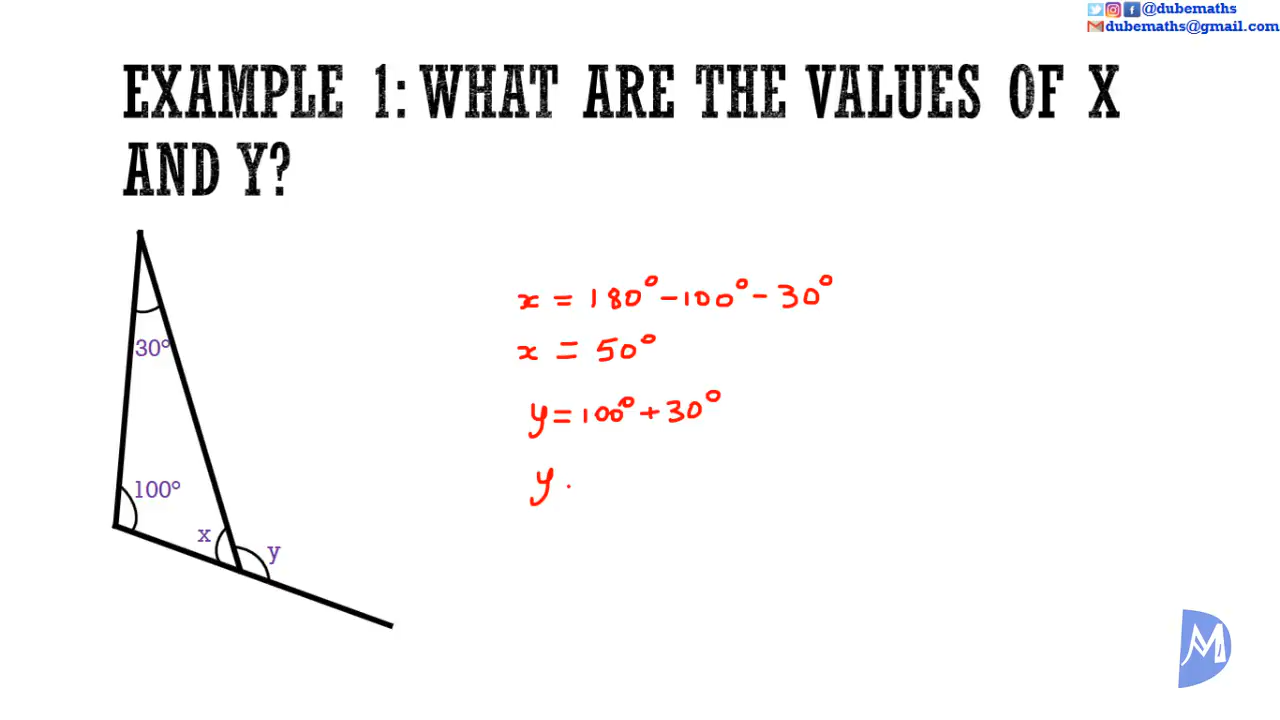 @dubemaths
dubemaths@gmail.com
EXAMPLE 1: WHAT ARE THE VALUES OF X
AND Y?
x = 180° - 100° - 30°
30°
x = 50°
y = 100° + 30°
100°
y
x
y
M